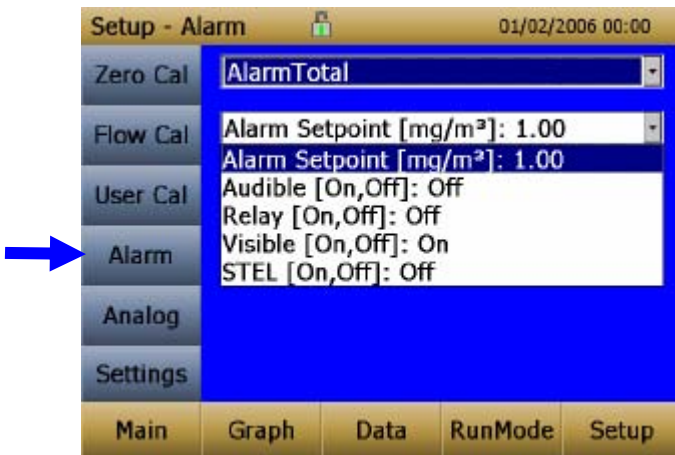 Setup - Alarm 01/02/2006 00:00
Zero Cal
AlarmTotal
Flow Cal
Alarm Setpoint [mg/m³]: 1.00
Alarm Setpoint [mg/m³]: 1.00
User Cal
Audible [On,Off]: Off
Relay [On,Off]: Off
Alarm
Visible [On,Off]: On
STEL [On,Off]: Off
Analog
Settings
Main Graph Data RunMode Setup